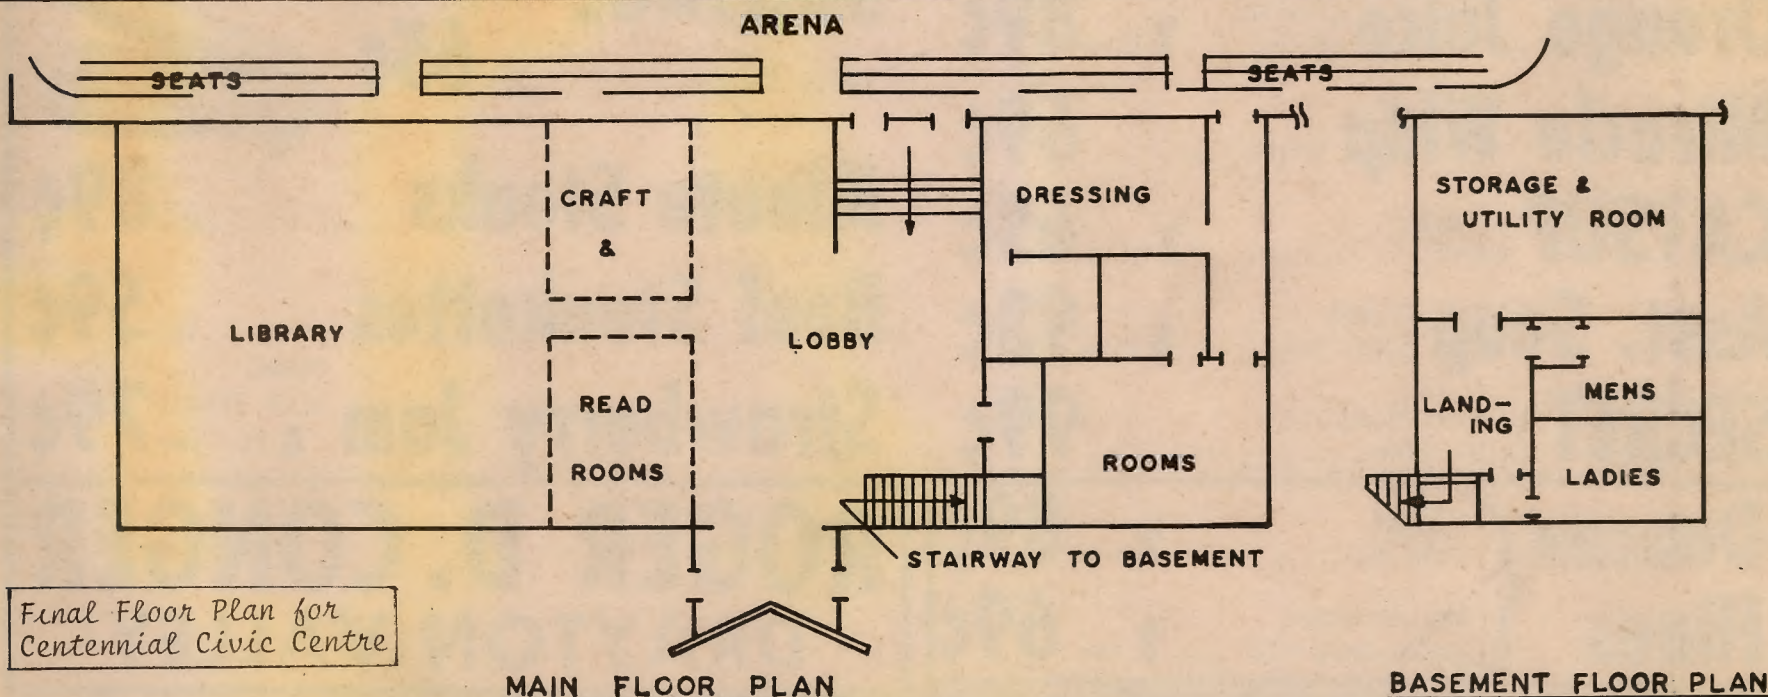 ARENA
SEATS
SEATS
CRAFT
&
READ
ROOMS
LIBRARY
LOBBY
DRESSING
ROOMS
STAIRWAY TO BASEMENT
STORAGE &
UTILITY ROOM
LAND-
ING
MENS
LADIES
Final Floor Plan for
Centennial Civic Centre
MAIN FLOOR PLAN
BASEMENT FLOOR PLAN